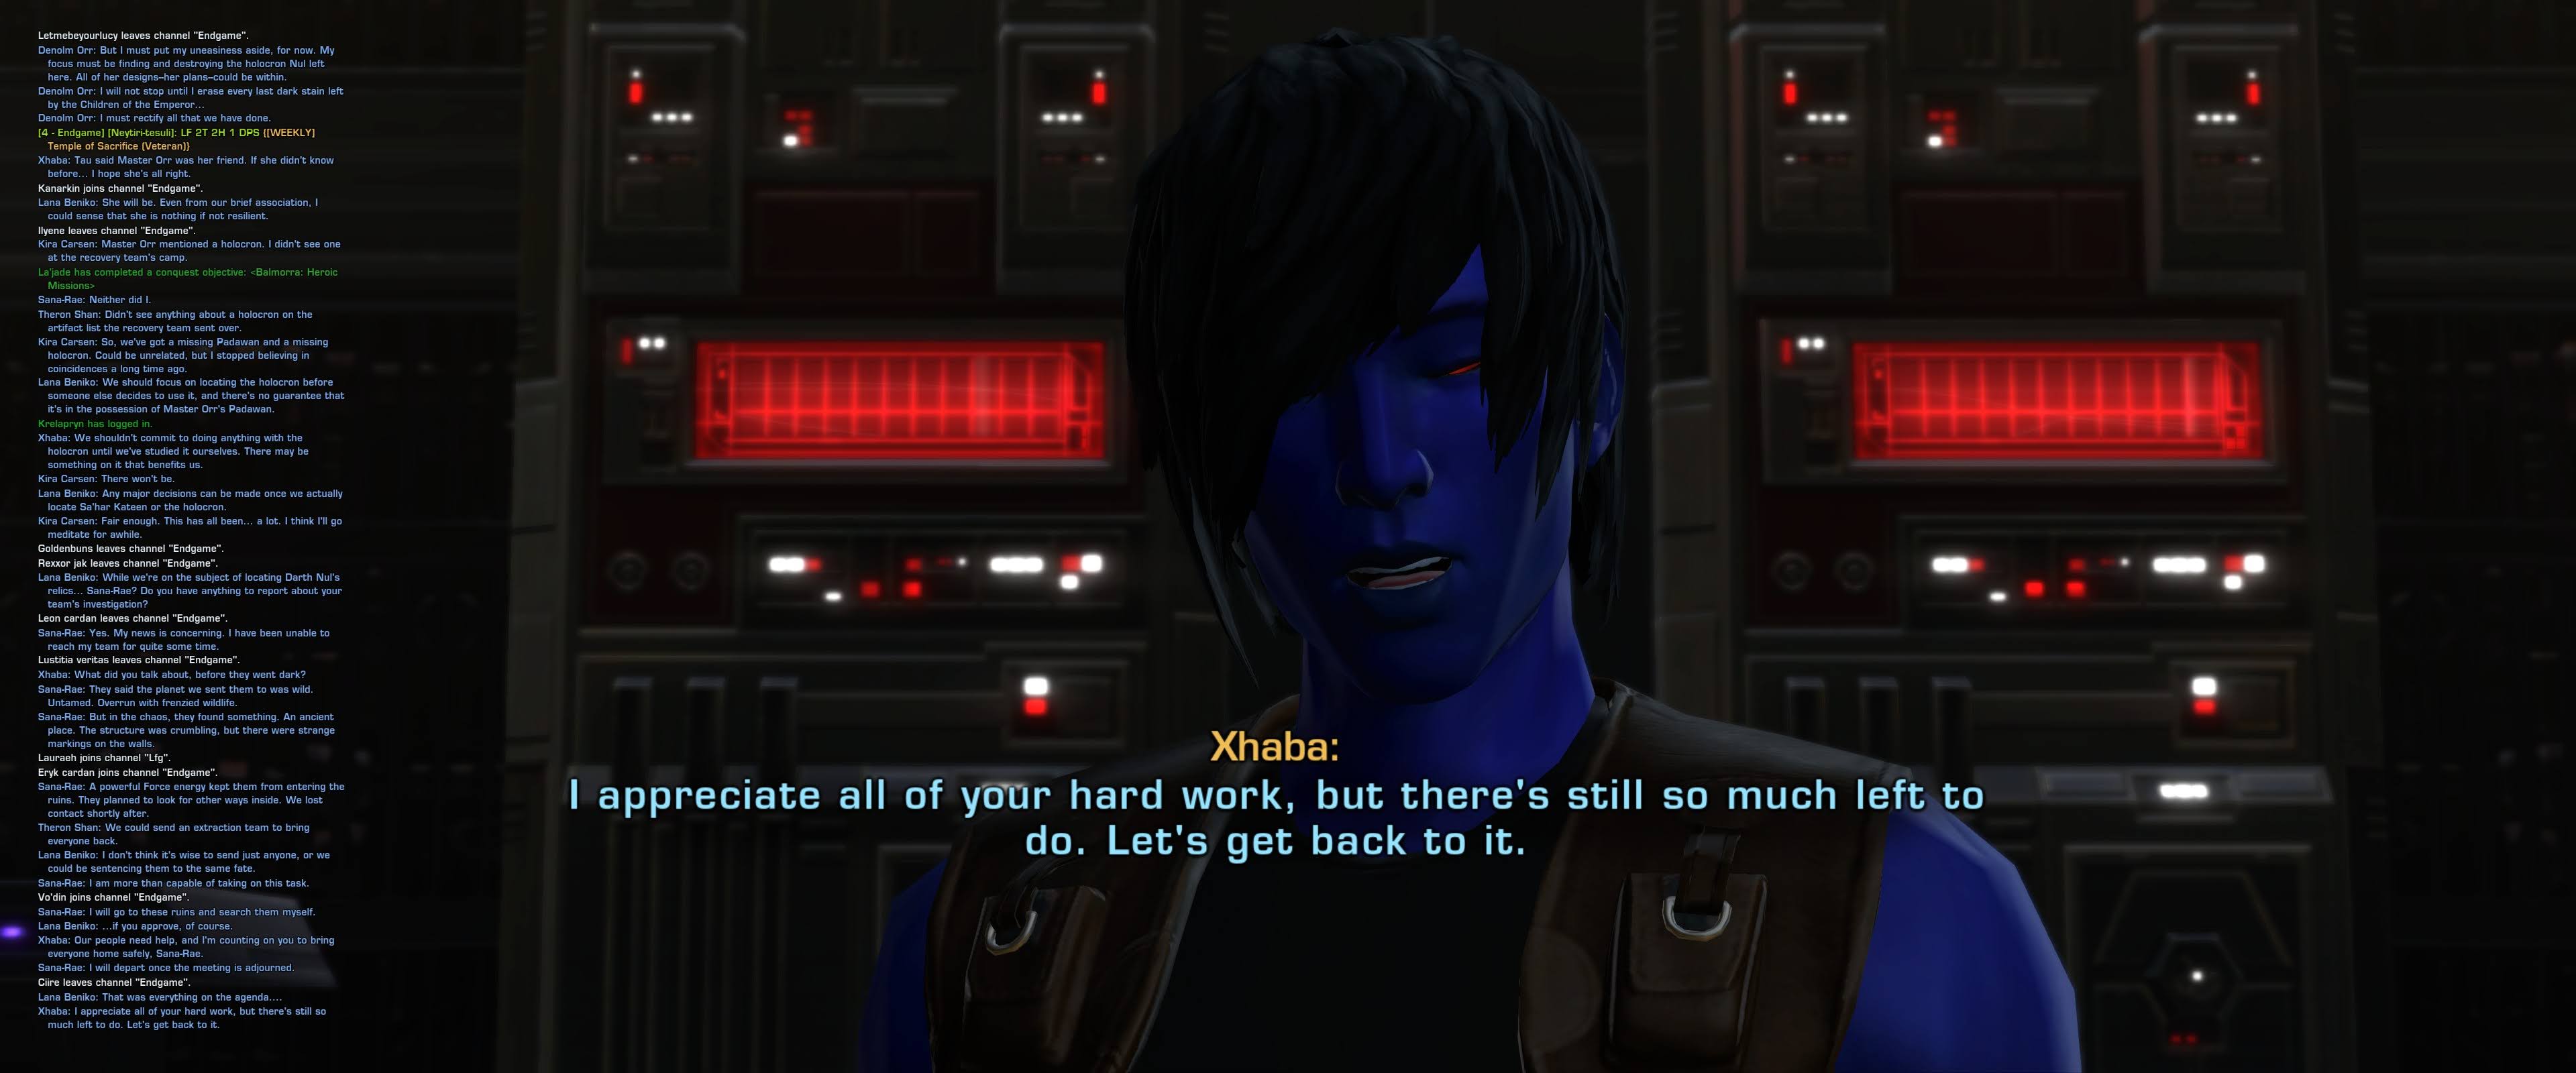 Letmebeyourlucy leaves channel "Endgame".
Denolm Orr: But I must put my uneasiness aside, for now. My
focus must be finding and destroying the holocron Nul left
here. All of her designs–her plans–could be within.
Denolm Orr: I will not stop until I erase every last dark stain left
by the Children of the Emperor...
Denolm Orr: I must rectify all that we have done.
[4 - Endgame] [Neytiri-tesuli]: LF 2T 2H 1 DPS {[WEEKLY]
Temple of Sacrifice (Veteran)}
Xhaba: Tau said Master Orr was her friend. If she didn't know
before... I hope she's all right.
Kanarkin joins channel "Endgame".
Lana Beniko: She will be. Even from our brief association, I
could sense that she is nothing if not resilient.
Ilyene leaves channel "Endgame".
Kira Carsen: Master Orr mentioned a holocron. I didn't see one
at the recovery team's camp.
La'jade has completed a conquest objective: <Balmorra: Heroic
Missions>
Sana-Rae: Neither did I.
Theron Shan: Didn't see anything about a holocron on the
artifact list the recovery team sent over.
Kira Carsen: So, we've got a missing Padawan and a missing
holocron. Could be unrelated, but I stopped believing in
coincidences a long time ago.
Lana Beniko: We should focus on locating the holocron before
someone else decides to use it, and there's no guarantee that
it's in the possession of Master Orr's Padawan.
Krelapryn has logged in.
Xhaba: We shouldn't commit to doing anything with the
holocron until we've studied it ourselves. There may be
something on it that benefits us.
Kira Carsen: There won't be.
Lana Beniko: Any major decisions can be made once we actually
locate Sa'har Kateen or the holocron.
Kira Carsen: Fair enough. This has all been... a lot. I think I'll go
meditate for awhile.
Goldenbuns leaves channel "Endgame".
Rexxor jak leaves channel "Endgame".
Lana Beniko: While we're on the subject of locating Darth Nul's
relics... Sana-Rae? Do you have anything to report about your
team's investigation?
Leon cardan leaves channel "Endgame".
Sana-Rae: Yes. My news is concerning. I have been unable to
reach my team for quite some time.
Lustitia veritas leaves channel "Endgame".
Xhaba: What did you talk about, before they went dark?
Sana-Rae: They said the planet we sent them to was wild.
Untamed. Overrun with frenzied wildlife.
Sana-Rae: But in the chaos, they found something. An ancient
place. The structure was crumbling, but there were strange
markings on the walls.
Lauraeh joins channel "Lfg".
Eryk cardan joins channel "Endgame".
Sana-Rae: A powerful Force energy kept them from entering the
ruins. They planned to look for other ways inside. We lost
contact shortly after.
Theron Shan: We could send an extraction team to bring
everyone back.
Lana Beniko: I don't think it's wise to send just anyone, or we
could be sentencing them to the same fate.
Sana-Rae: I am more than capable of taking on this task.
Vo'din joins channel "Endgame".
Sana-Rae: I will go to these ruins and search them myself.
Lana Beniko: ...if you approve, of course.
Xhaba: Our people need help, and I'm counting on you to bring
everyone home safely, Sana-Rae.
Sana-Rae: I will depart once the meeting is adjourned.
Ciire leaves channel "Endgame".
Lana Beniko: That was everything on the agenda....
Xhaba: I appreciate all of your hard work, but there's still so
much left to do. Let's get back to it.
Xhaba:
I appreciate all of your hard work, but there's still so much left to
do. Let's get back to it.